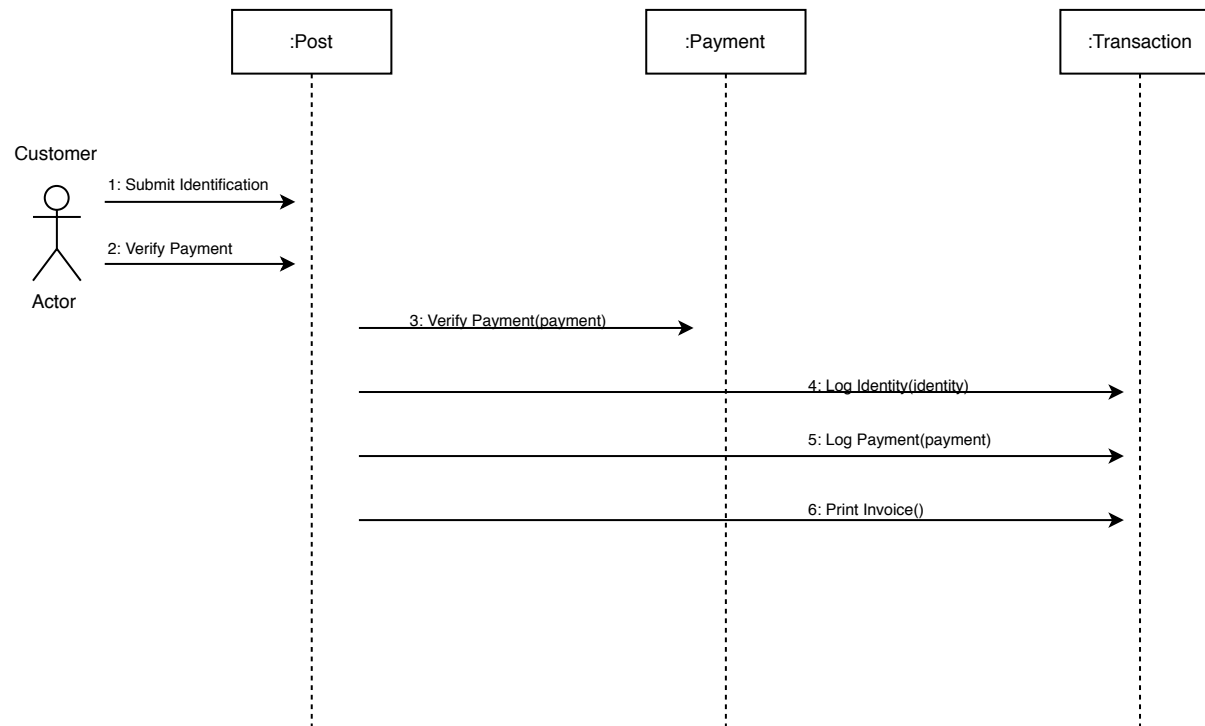 :Post
:Payment
:Transaction
Customer
1: Submit Identification
2: Verify Payment
Actor
3: Verify Payment(payment)
4: Log Identity(identity)
5: Log Payment(payment)
6: Print Invoice()